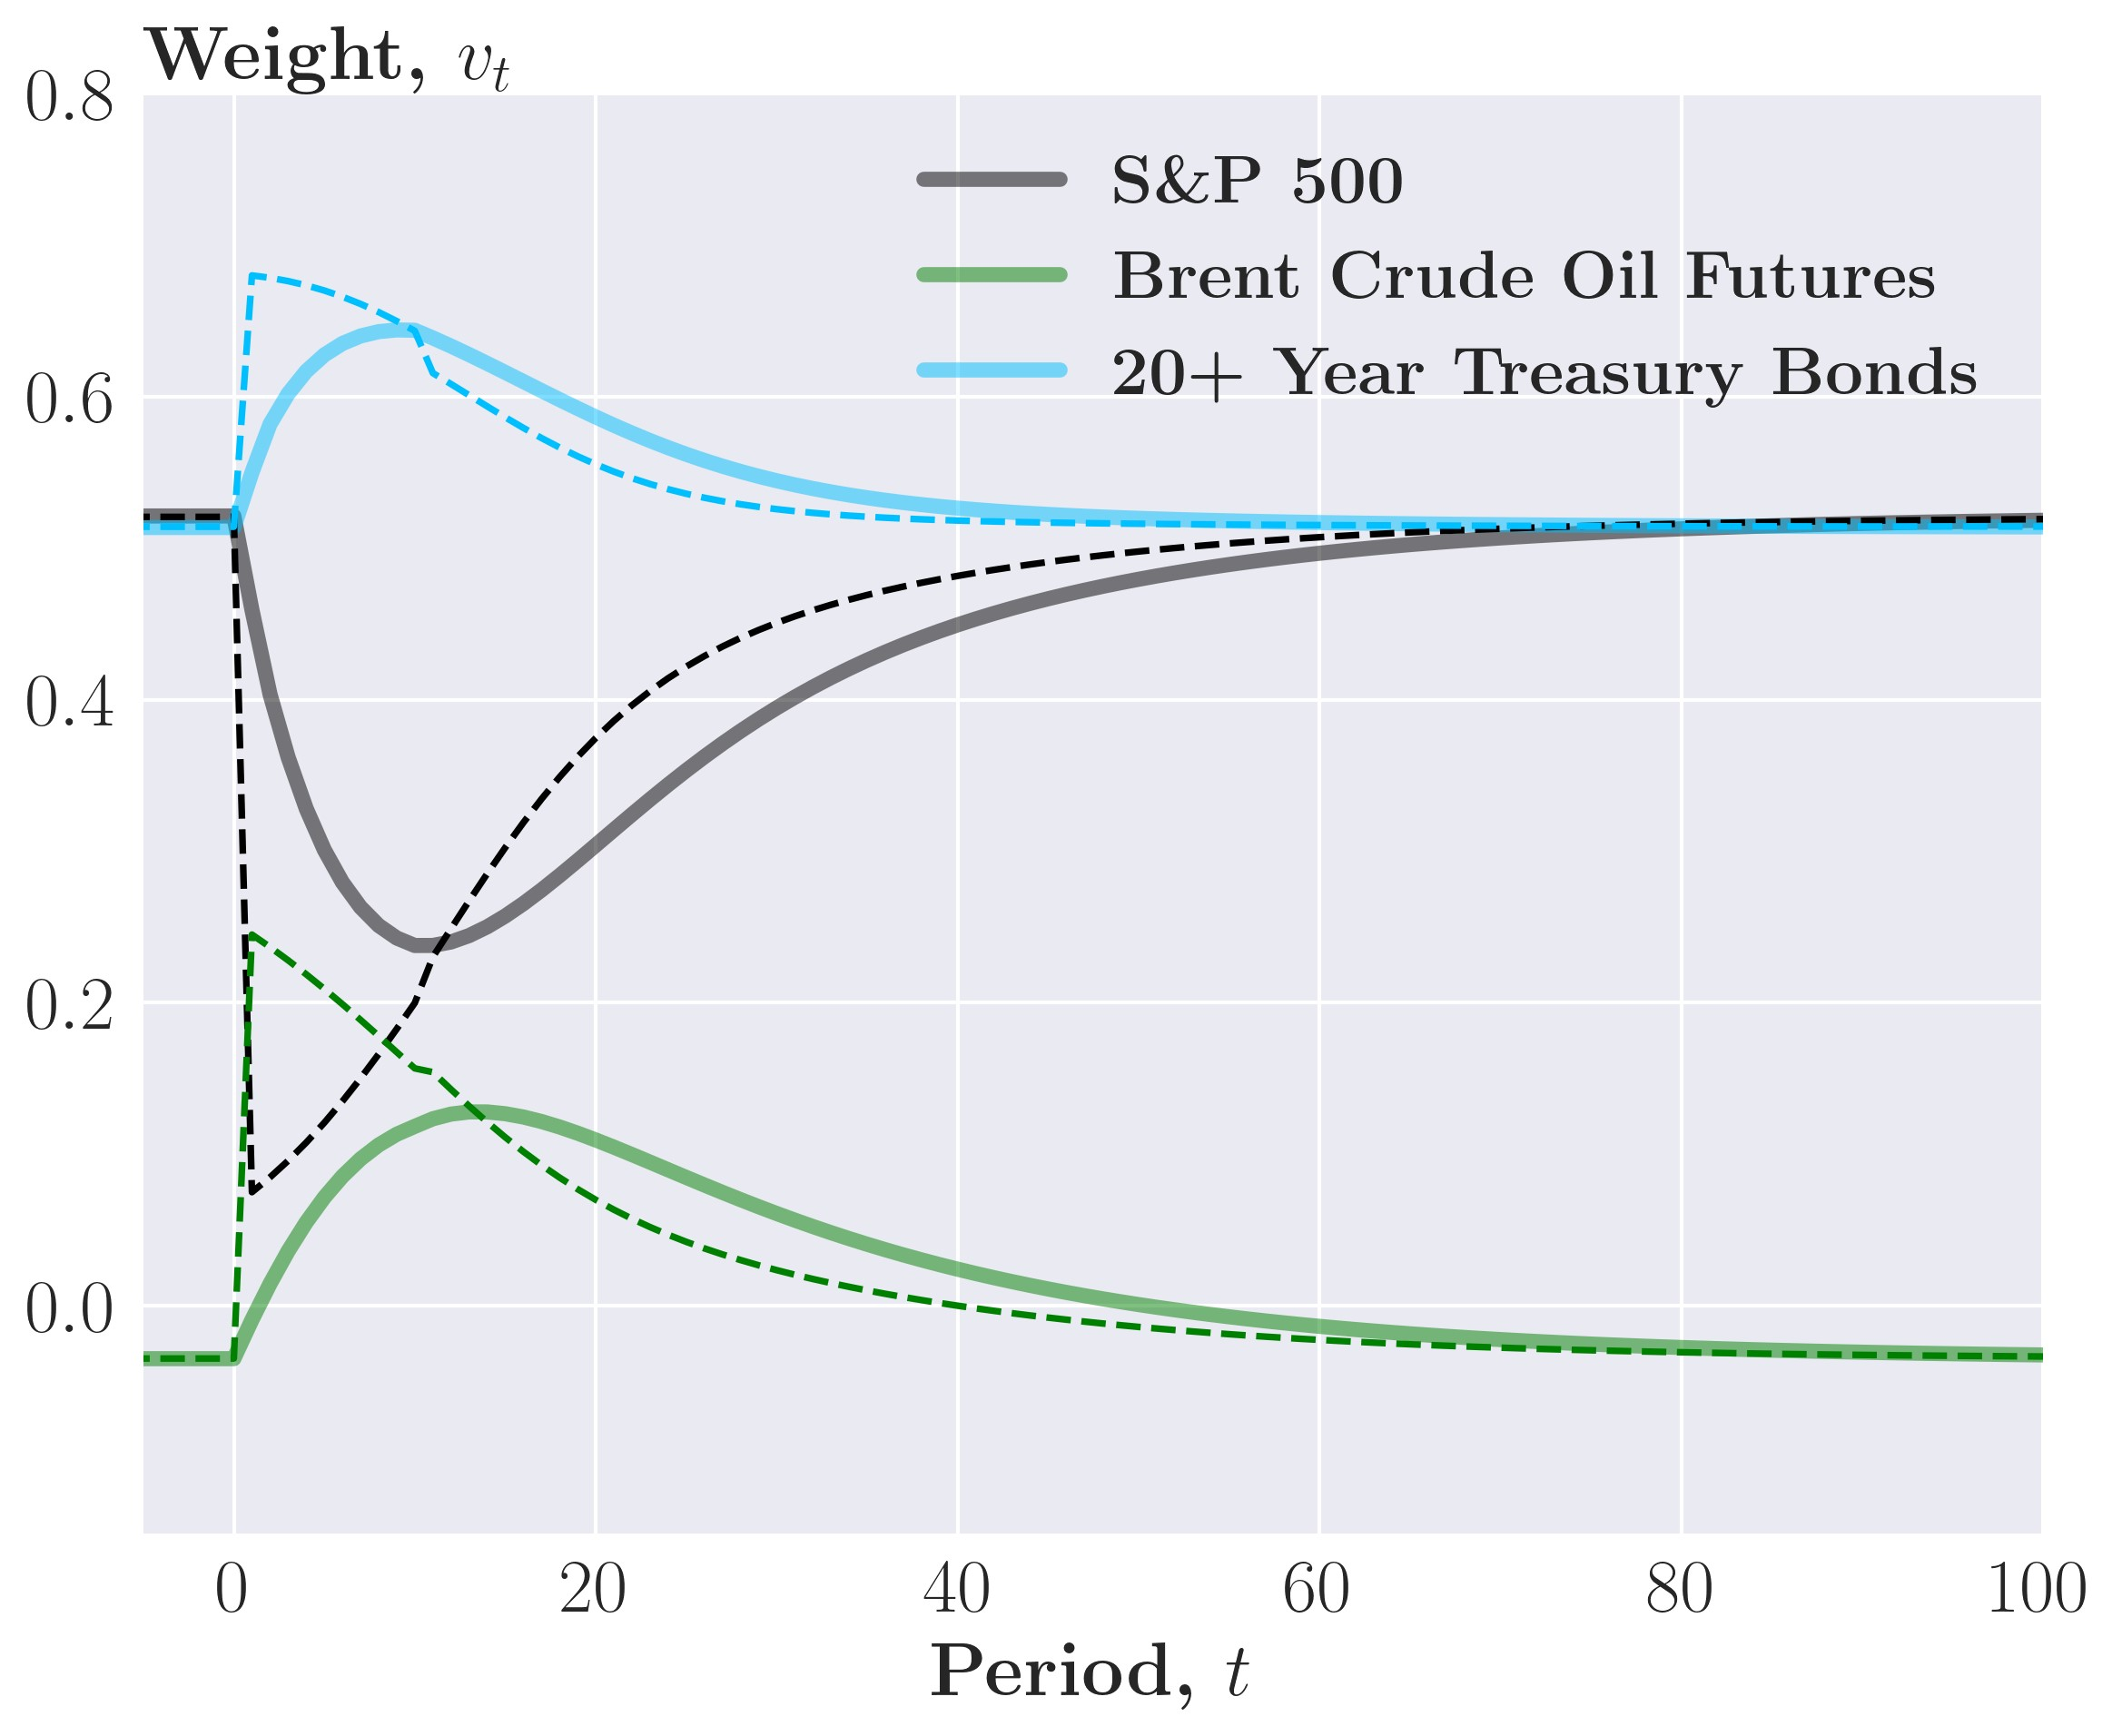 Weight, v_t
0.8
S&P 500
Brent Crude Oil Futures
20+ Year Treasury Bonds
0.6
0.4
0.2
0.0
0 20 40 60 80 100
Period, t